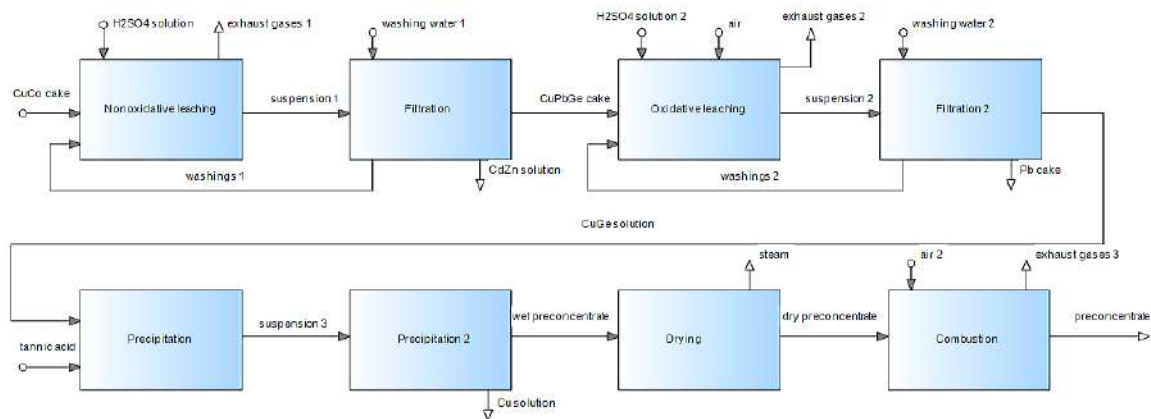 H2SO4 solution
exhaust gases 1
washing water 1
H2SO4 solution 2
air
exhaust gases 2
washing water 2
CuCo cake
Nonoxidative leaching
suspension 1
Filtration
CuPbGe cake
Oxidative leaching
suspension 2
Filtration 2
washings 1
CdZn solution
washings 2
Pb cake
CuGe solution
steam
air 2
exhaust gases 3
tannic acid
Precipitation
suspension 3
Precipitation 2
wet preconcentrate
Drying
dry preconcentrate
Combustion
preconcentrate
Cu solution